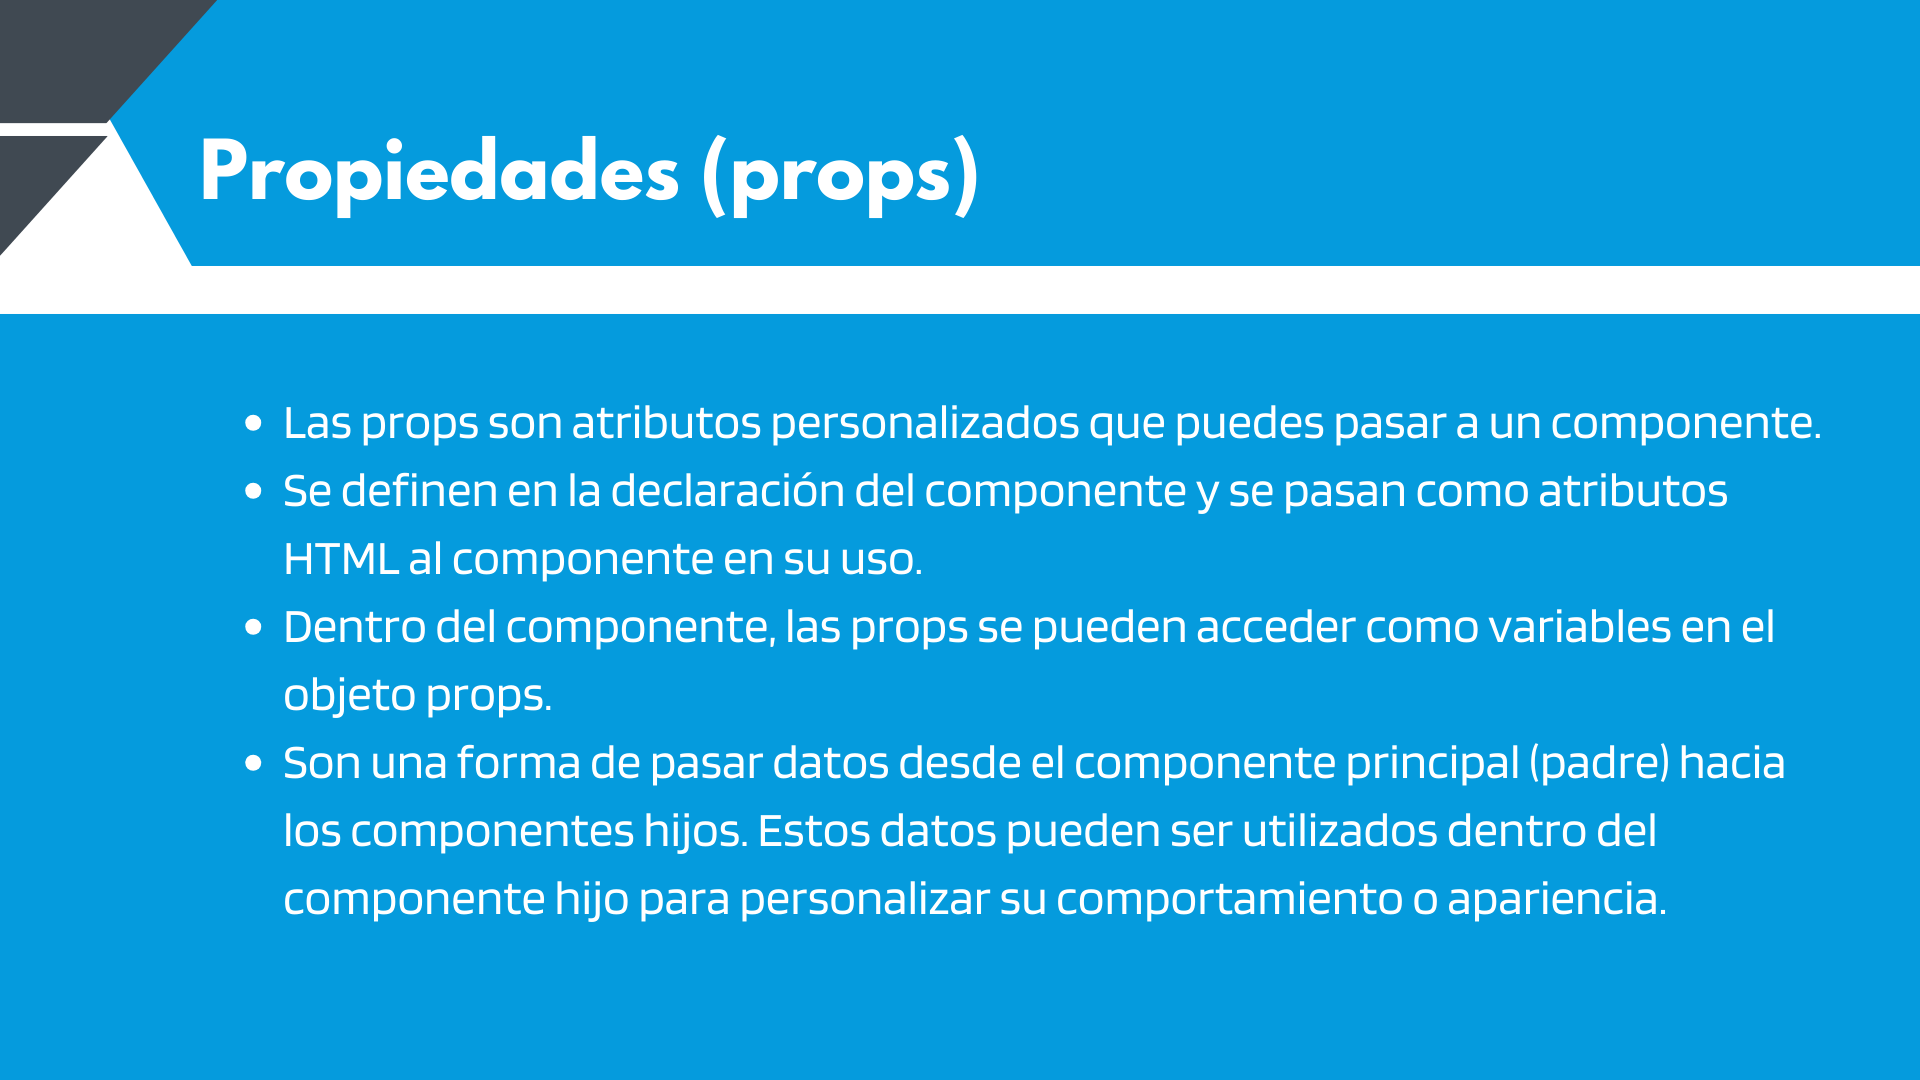 Propiedades (props)
• Las props son atributos personalizados que puedes pasar a un componente.
• Se definen en la declaración del componente y se pasan como atributos
HTML al componente en su uso.
• Dentro del componente, las props se pueden acceder como variables en el
objeto props.
• Son una forma de pasar datos desde el componente principal (padre) hacia
los componentes hijos. Estos datos pueden ser utilizados dentro del
componente hijo para personalizar su comportamiento o apariencia.